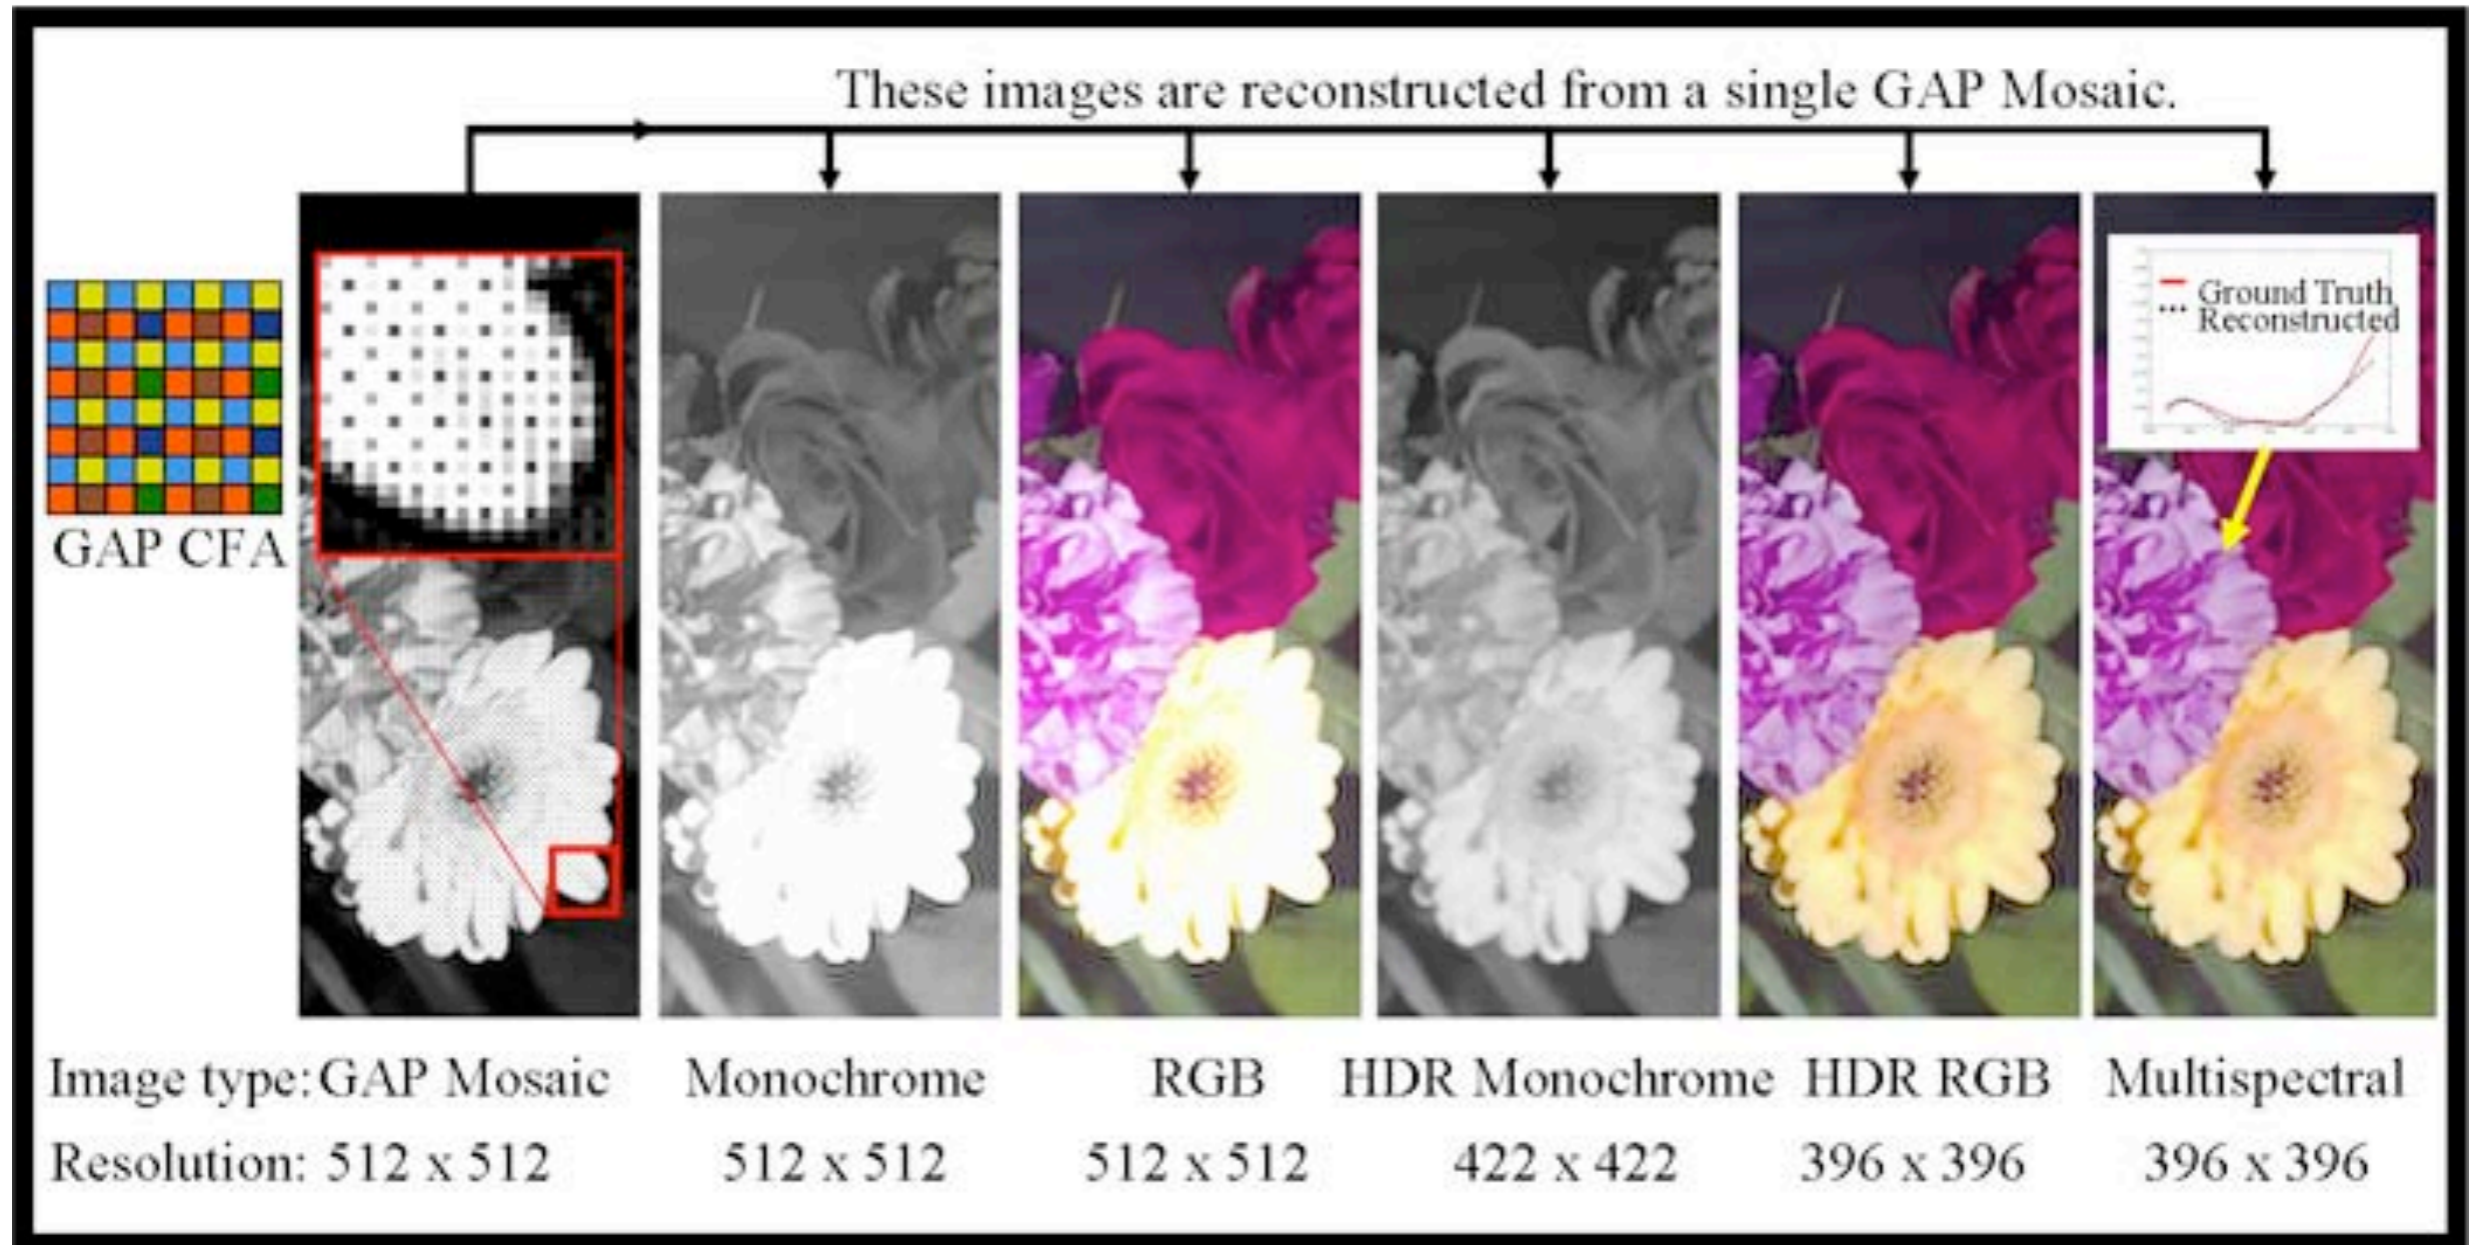 These images are reconstructed from a single GAP Mosaic.
Ground Truth
Reconstructed
GAP CFA
Image type: GAP Mosaic Monochrome RGB HDR Monochrome HDR RGB Multispectral
Resolution: 512 x 512 512 x 512 512 x 512 422 x 422 396 x 396 396 x 396